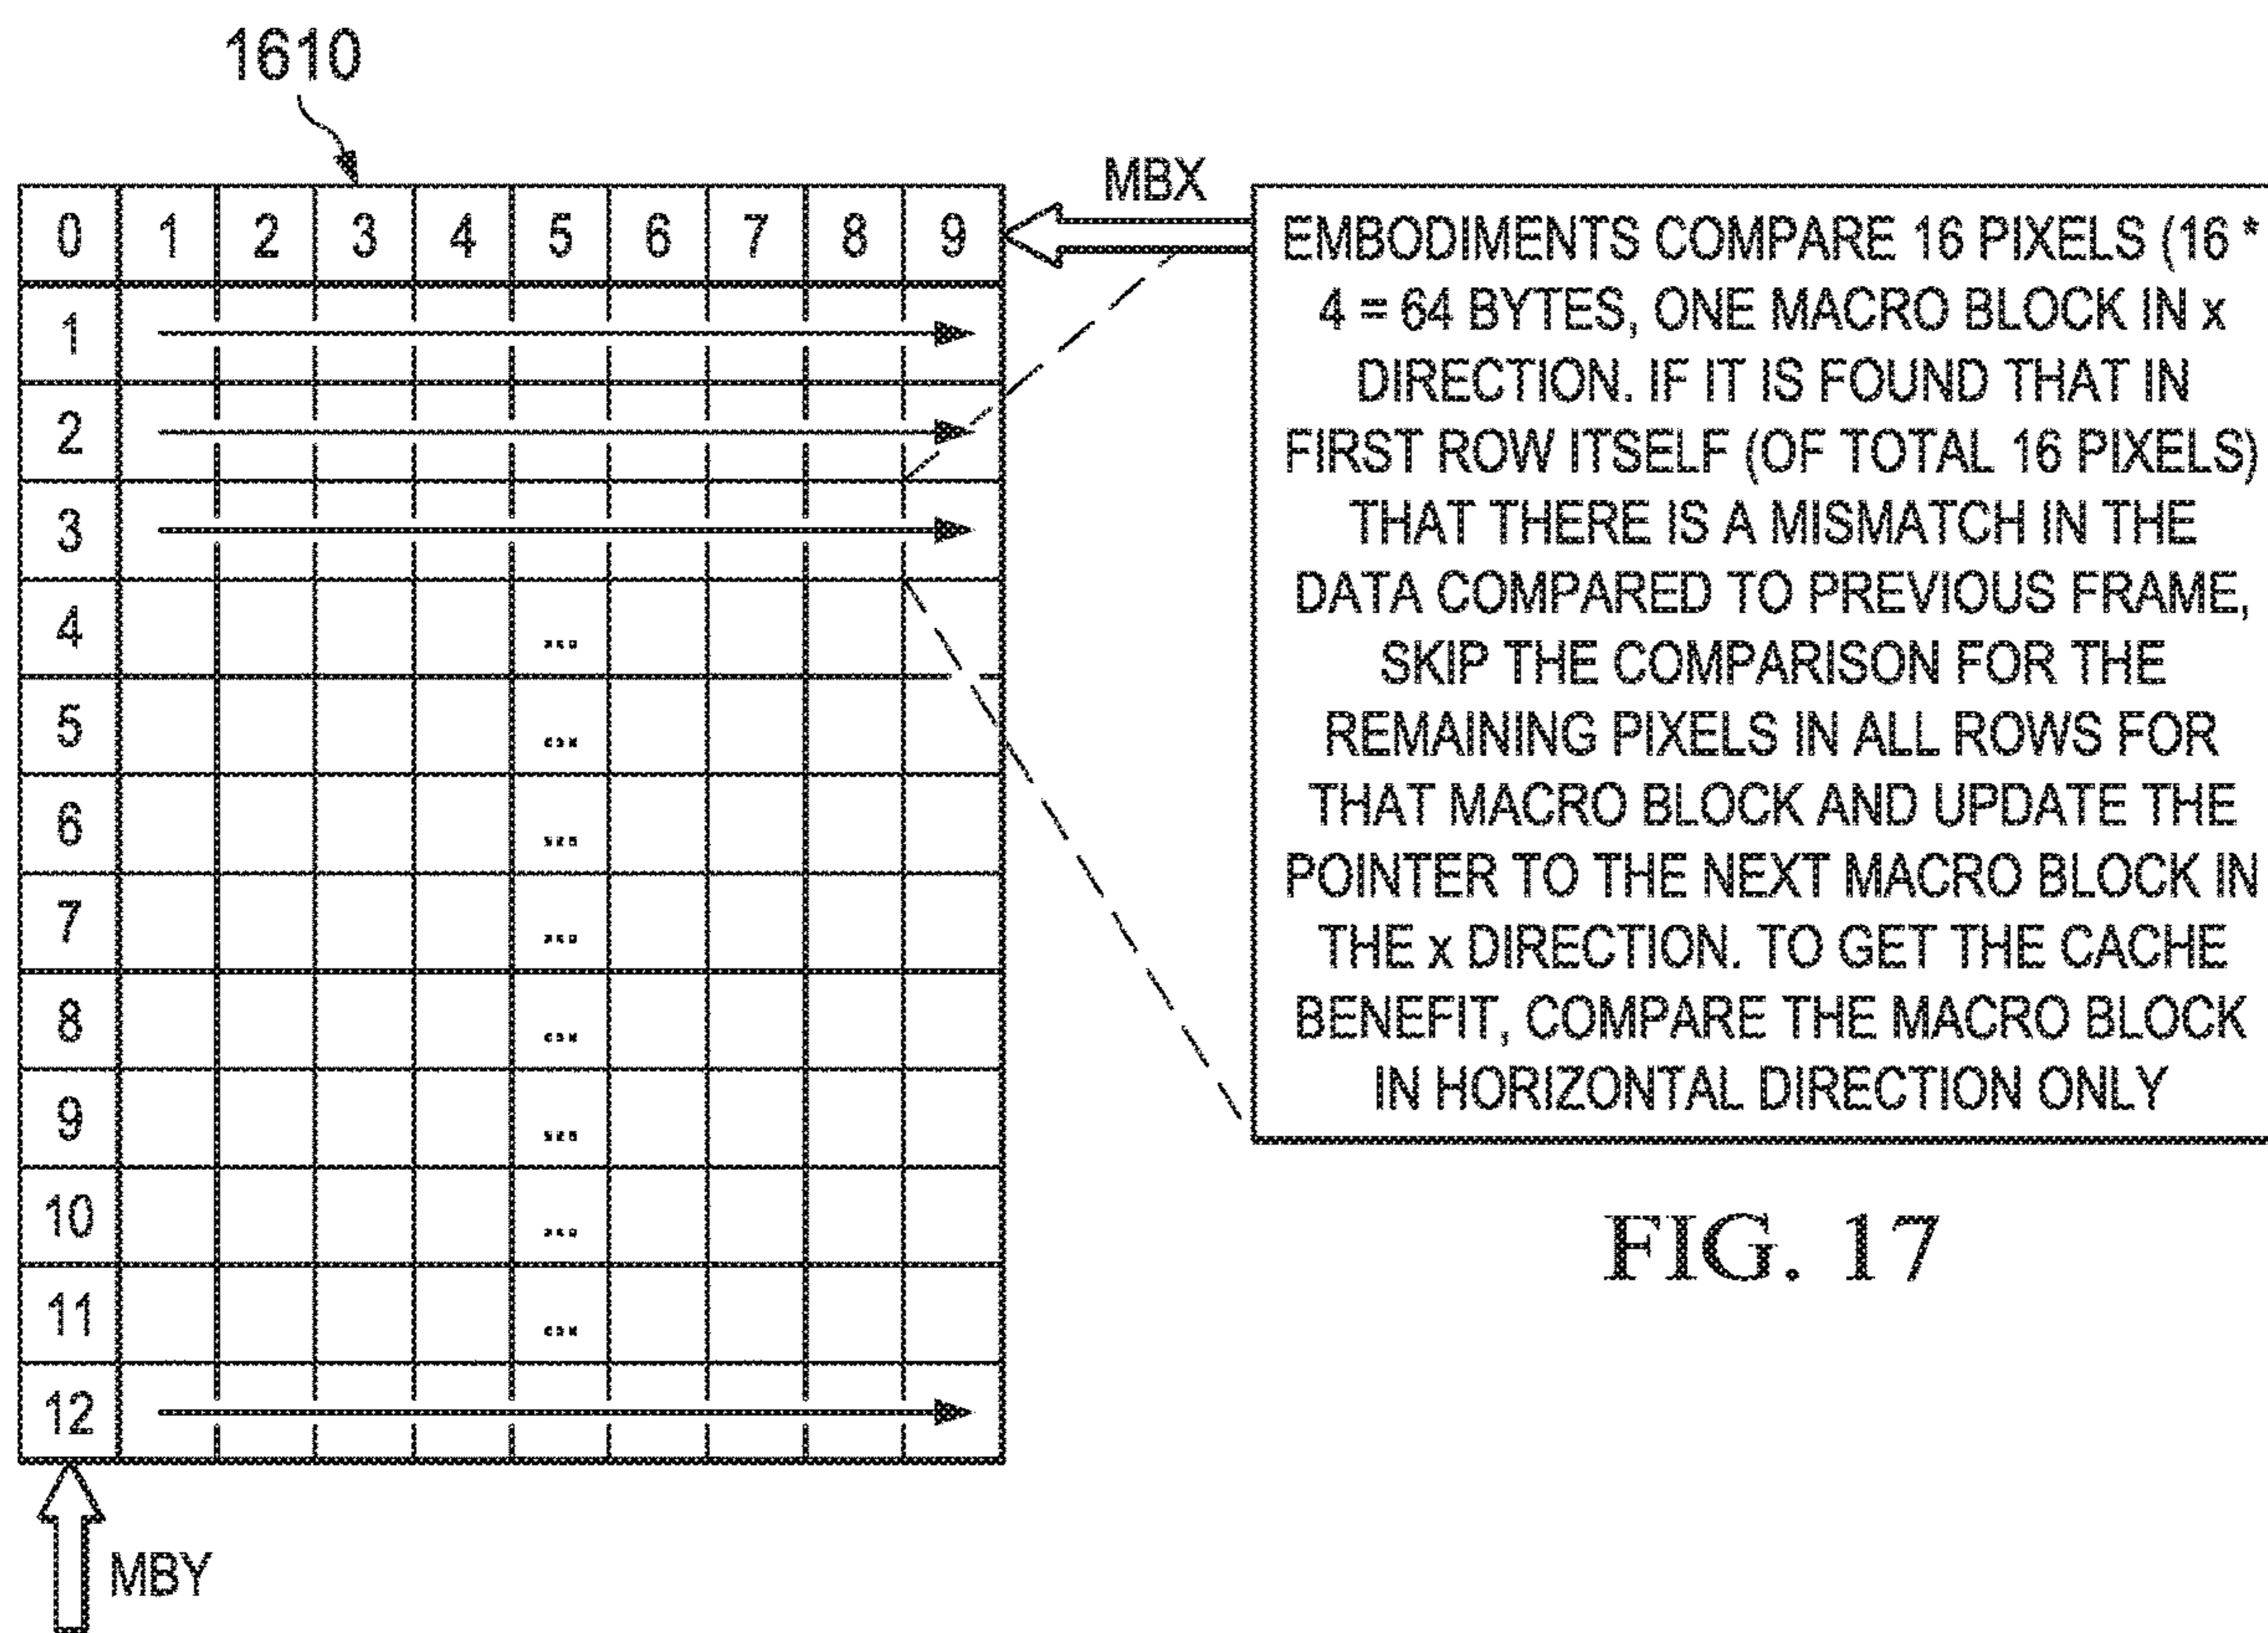 1610
0 1 2 3 4 5 6 7 8 9
1
2
3
4 ...
5 ...
6 ...
7 ...
8 ...
9 ...
10 ...
11 ...
12
MBX
MBY
EMBODIMENTS COMPARE 16 PIXELS (16 *
4 = 64 BYTES, ONE MACRO BLOCK IN x
DIRECTION. IF IT IS FOUND THAT IN
FIRST ROW ITSELF (OF TOTAL 16 PIXELS)
THAT THERE IS A MISMATCH IN THE
DATA COMPARED TO PREVIOUS FRAME,
SKIP THE COMPARISON FOR THE
REMAINING PIXELS IN ALL ROWS FOR
THAT MACRO BLOCK AND UPDATE THE
POINTER TO THE NEXT MACRO BLOCK IN
THE x DIRECTION. TO GET THE CACHE
BENEFIT, COMPARE THE MACRO BLOCK
IN HORIZONTAL DIRECTION ONLY
FIG. 17